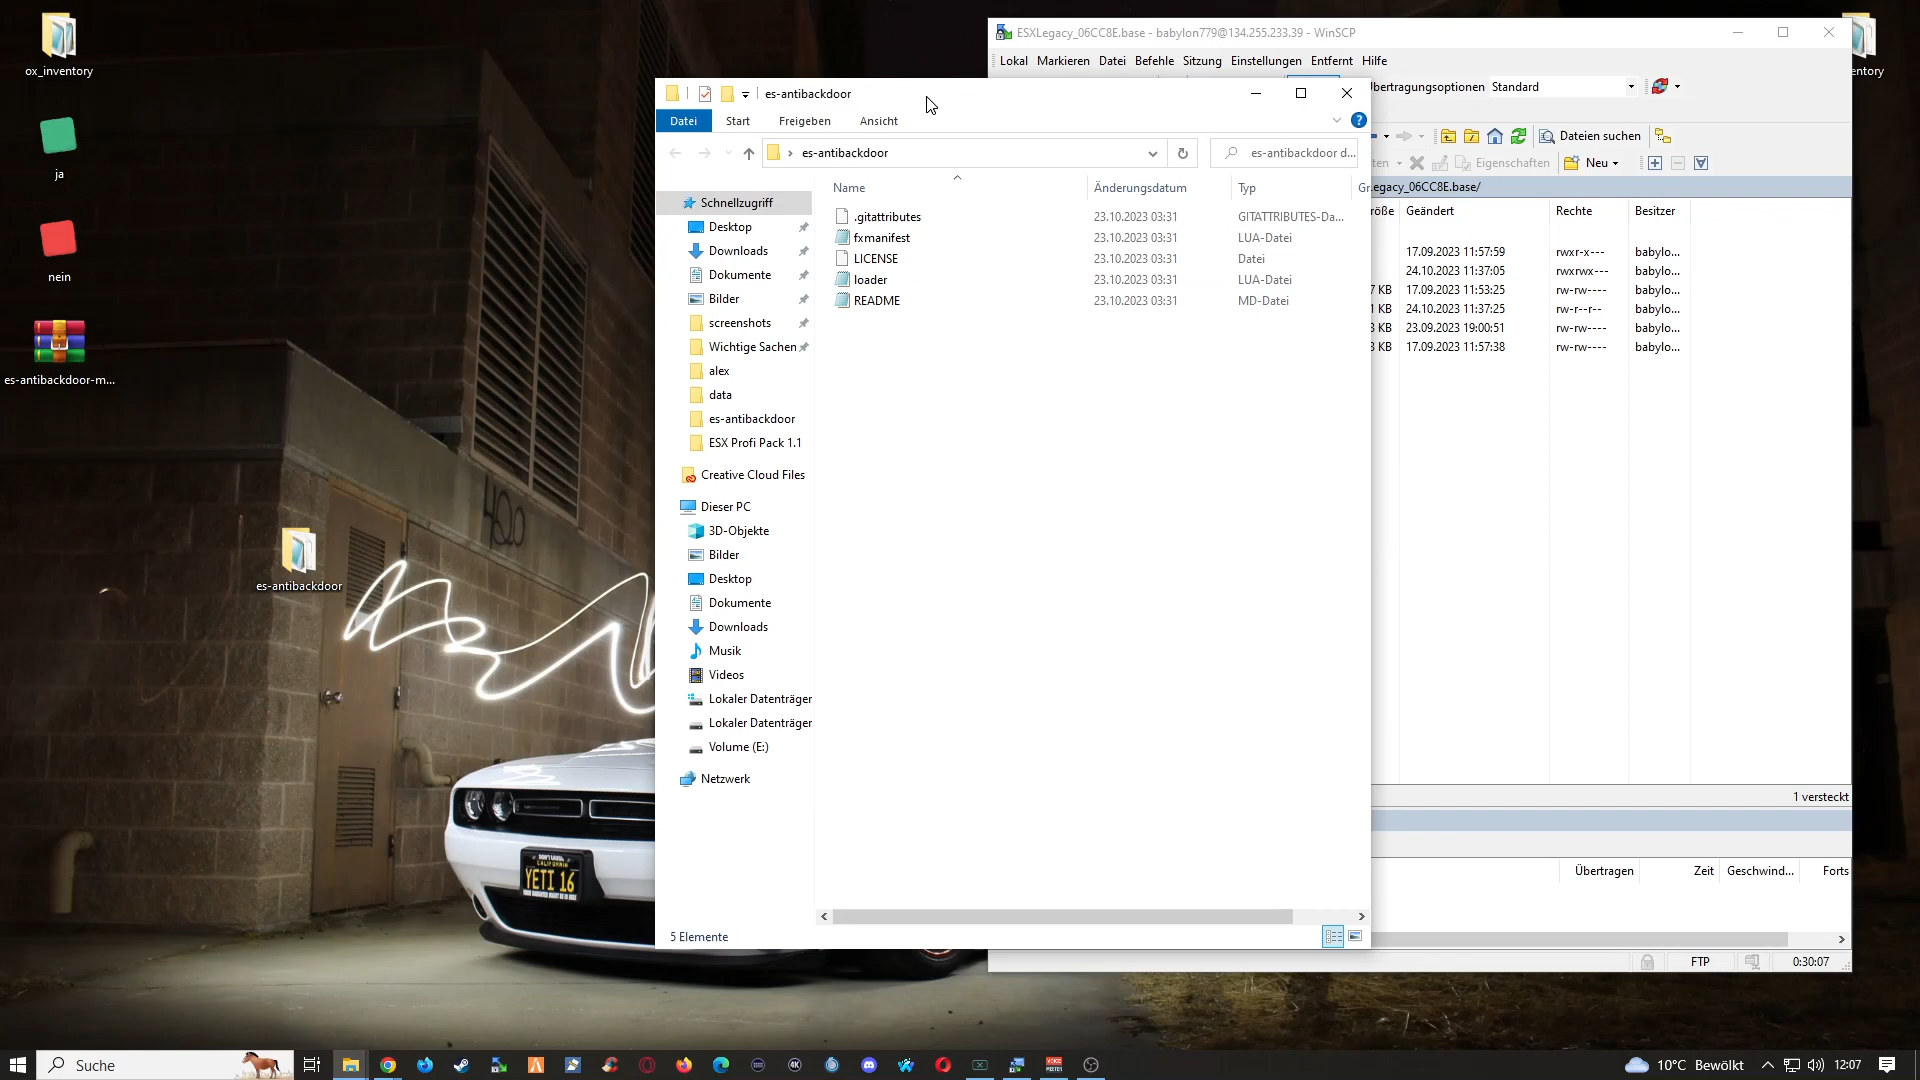 ox_inventory
ja
nein
es-antibackdoor-m...
es-antibackdoor
YETI 16
ESXLegacy_06CC8E.base - babylon779@134.255.233.39 - WinSCP
Lokal Markieren Datei Befehle Sitzung Einstellungen Entfernt Hilfe
entory
bertragungsoptionen Standard
Dateien suchen
ten Eigenschaften Neu
egacy_06CC8E.base/
röße Geändert Rechte Besitzer
17.09.2023 11:57:59 rwxr-x--- babylo...
24.10.2023 11:37:05 rwxrwx--- babylo...
7 KB 17.09.2023 11:53:25 rw-rw---- babylo...
1 KB 24.10.2023 11:37:25 rw-r--r-- babylo...
3 KB 23.09.2023 19:00:51 rw-rw---- babylo...
3 KB 17.09.2023 11:57:38 rw-rw---- babylo...
1 versteckt
Übertragen Zeit Geschwind... Forts
FTP 0:30:07
es-antibackdoor
Datei Start Freigeben Ansicht
es-antibackdoor
es-antibackdoor d...
Name Änderungsdatum Typ Gr
.gitattributes 23.10.2023 03:31 GITATTRIBUTES-Da...
fxmanifest 23.10.2023 03:31 LUA-Datei
LICENSE 23.10.2023 03:31 Datei
loader 23.10.2023 03:31 LUA-Datei
README 23.10.2023 03:31 MD-Datei
Schnellzugriff
Desktop
Downloads
Dokumente
Bilder
screenshots
Wichtige Sachen
alex
data
es-antibackdoor
ESX Profi Pack 1.1
Creative Cloud Files
Dieser PC
3D-Objekte
Bilder
Desktop
Dokumente
Downloads
Musik
Videos
Lokaler Datenträger
Lokaler Datenträger
Volume (E:)
Netzwerk
5 Elemente
Suche
4K
10°C Bewölkt
12:07